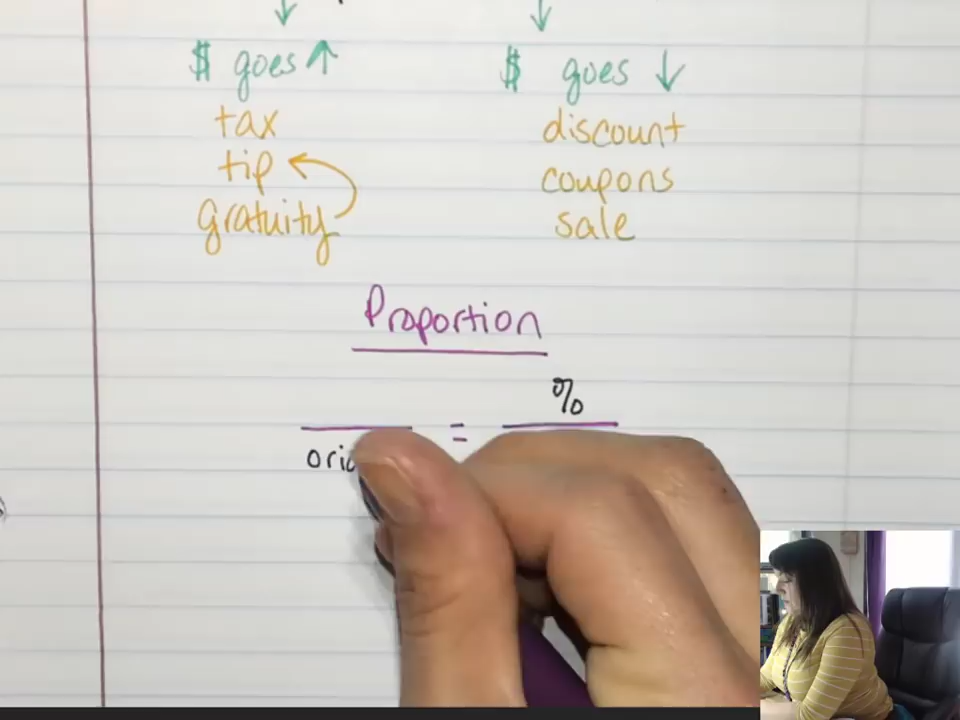 $ goes ↑ $ goes ↓
tax discount
tip coupons
gratuity sale
Proportion
= %